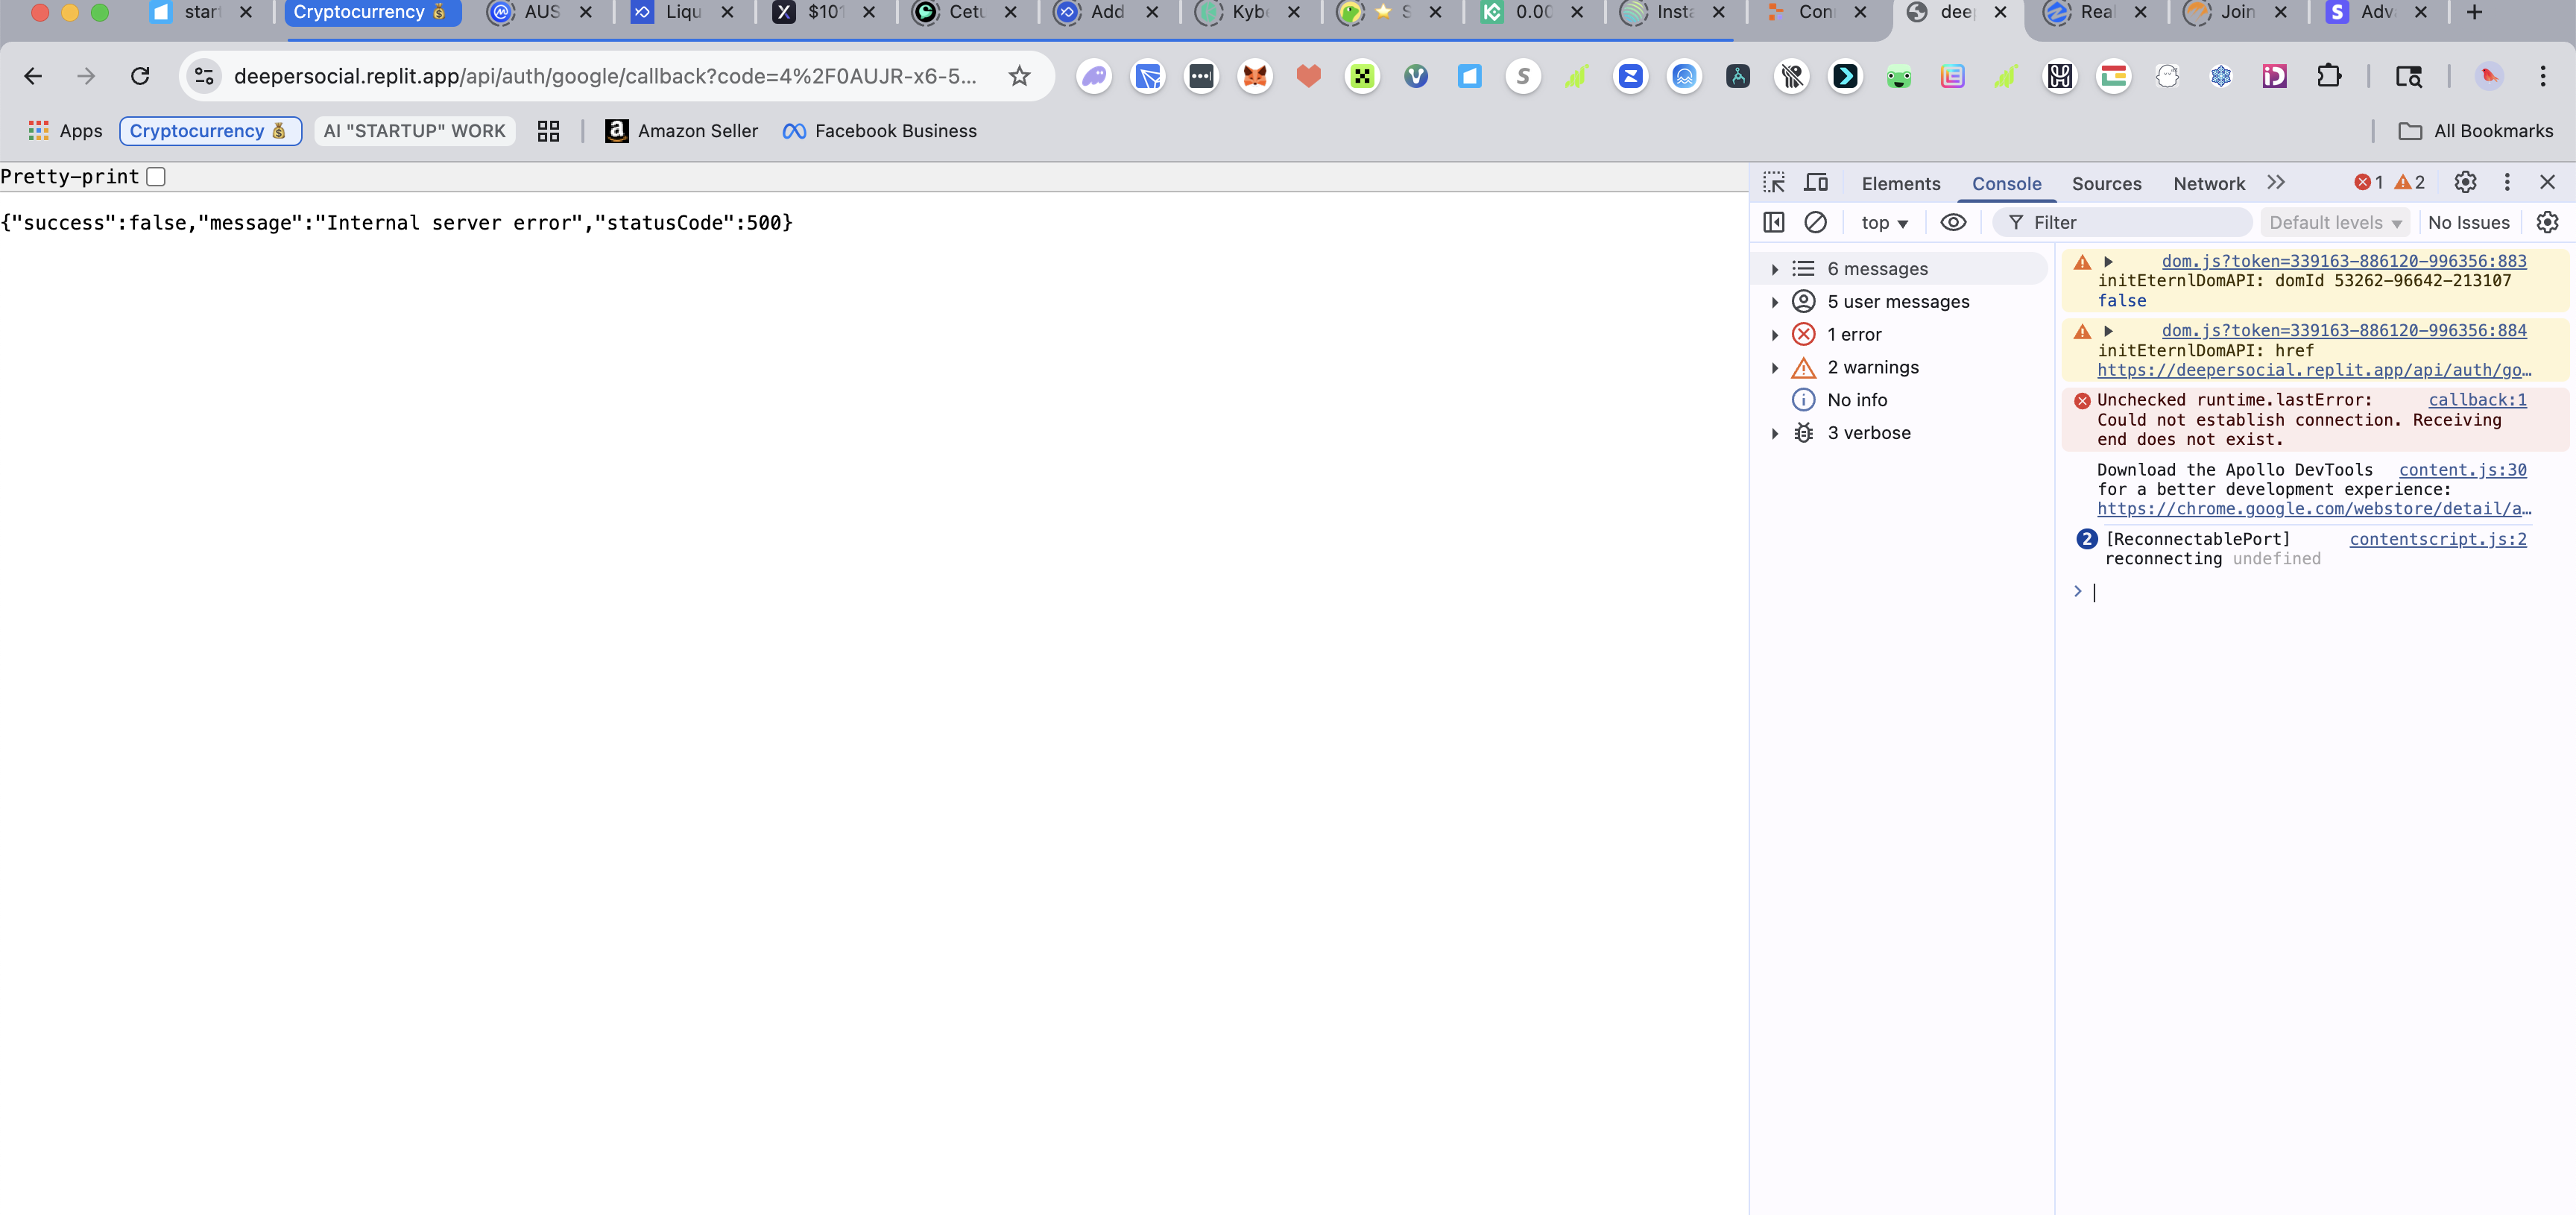 star
Cryptocurrency 💰
AUS
Liqu
$101
Cetu
Add
Kybe
S
0.00
Insta
Con
deep
Real
Join
Adv
deepersocial.replit.app/api/auth/google/callback?code=4%2F0AUJR-x6-5...
Apps
Cryptocurrency 💰
AI "STARTUP" WORK
Amazon Seller
Facebook Business
All Bookmarks
Pretty-print
{"success":false,"message":"Internal server error","statusCode":500}
Elements
Console
Sources
Network
1
2
top
Filter
Default levels
No Issues
6 messages
5 user messages
1 error
2 warnings
No info
3 verbose
dom.js?token=339163-886120-996356:883
initEternlDomAPI: domId 53262-96642-213107
false
dom.js?token=339163-886120-996356:884
initEternlDomAPI: href
https://deepersocial.replit.app/api/auth/go…
Unchecked runtime.lastError: callback:1
Could not establish connection. Receiving
end does not exist.
Download the Apollo DevTools content.js:30
for a better development experience:
https://chrome.google.com/webstore/detail/a…
2 [ReconnectablePort] contentscript.js:2
reconnecting undefined